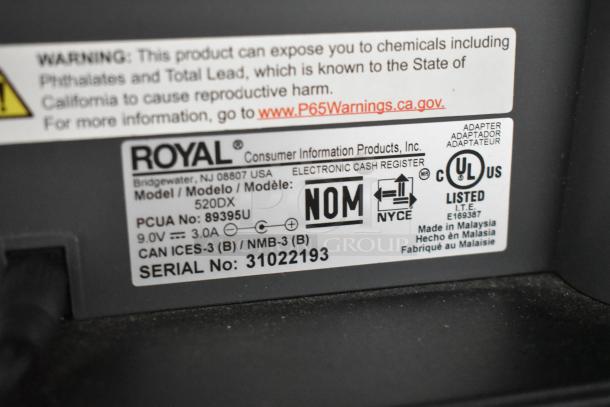 WARNING: This product can expose you to chemicals including
Phthalates and Total Lead, which is known to the State of
California to cause reproductive harm.
For more information, go to www.P65Warnings.ca.gov.
ROYAL® Consumer Information Products, Inc.
Bridgewater, NJ 08807 USA
ELECTRONIC CASH REGISTER
Model / Modelo / Modèle:
520DX
PCUA No: 89395U
9.0V 3.0A
CAN ICES-3 (B) / NMB-3 (B)
SERIAL No: 31022193
NOM
NYCE
ADAPTER
ADAPTADOR
ADAPTATEUR
C UL US
LISTED
I.T.E.
E169387
Made in Malaysia
Hecho èn Malasia
Fabriqué au Malaisie
GROUP